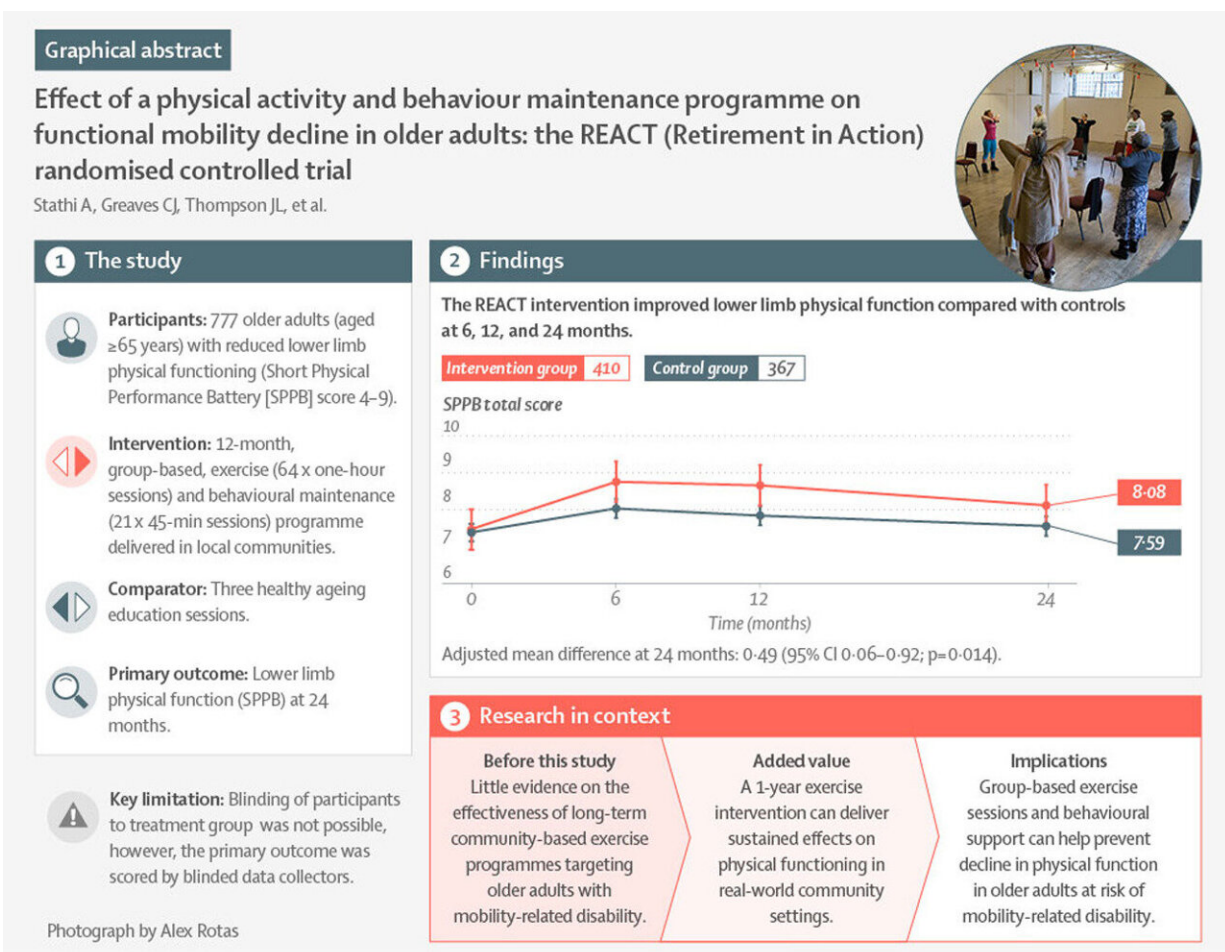 Graphical abstract
Effect of a physical activity and behaviour maintenance programme on
functional mobility decline in older adults: the REACT (Retirement in Action)
randomised controlled trial
Stathi A, Greaves CJ, Thompson JL, et al.
1 The study
Participants: 777 older adults (aged
≥65 years) with reduced lower limb
physical functioning (Short Physical
Performance Battery [SPPB] score 4–9).
Intervention: 12-month,
group-based, exercise (64 x one-hour
sessions) and behavioural maintenance
(21 x 45-min sessions) programme
delivered in local communities.
Comparator: Three healthy ageing
education sessions.
Primary outcome: Lower limb
physical function (SPPB) at 24
months.
Key limitation: Blinding of participants
to treatment group was not possible,
however, the primary outcome was
scored by blinded data collectors.
Photograph by Alex Rotas
2 Findings
The REACT intervention improved lower limb physical function compared with controls
at 6, 12, and 24 months.
Intervention group 410 Control group 367
SPPB total score
10
9
8
7
6
8·08
7·59
0 6 12 24
Time (months)
Adjusted mean difference at 24 months: 0·49 (95% CI 0·06–0·92; p=0·014).
3 Research in context
Before this study
Little evidence on the
effectiveness of long-term
community-based exercise
programmes targeting
older adults with
mobility-related disability.
Added value
A 1-year exercise
intervention can deliver
sustained effects on
physical functioning in
real-world community
settings.
Implications
Group-based exercise
sessions and behavioural
support can help prevent
decline in physical function
in older adults at risk of
mobility-related disability.